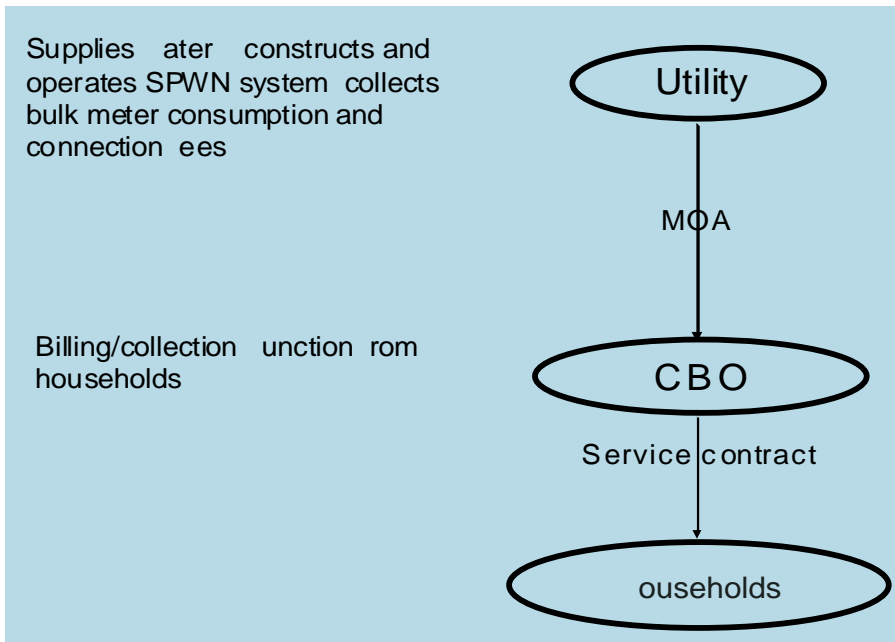 Supplies ater constructs and
operates SPWN system collects
bulk meter consumption and
connection ees
Utility
MOA
Billing/collection unction rom
households
CBO
Service contract
ouseholds